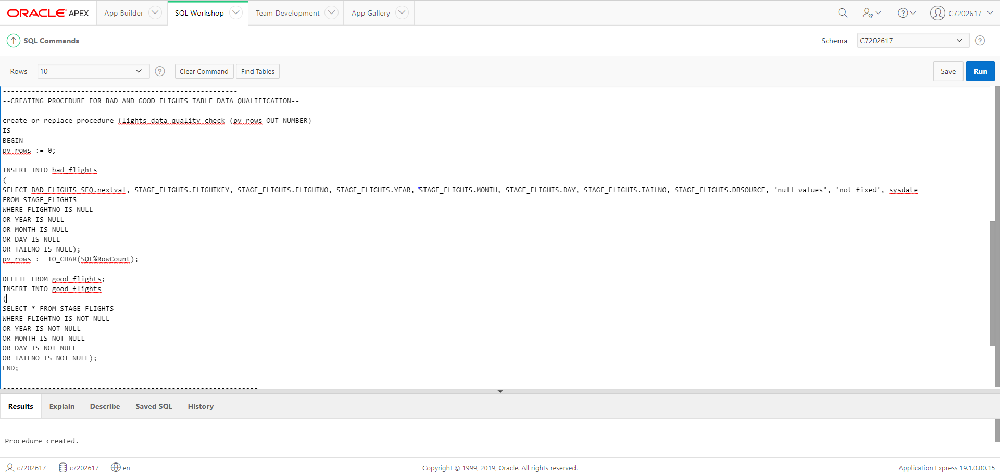 ORACLE APEX App Builder SQL Workshop Team Development App Gallery C7202617
SQL Commands Schema C7202617
Rows 10 Clear Command Find Tables Save Run
---------------------------------------------------------
--CREATING PROCEDURE FOR BAD AND GOOD FLIGHTS TABLE DATA QUALIFICATION--
create or replace procedure flights_data_quality_check (pv_rows OUT NUMBER)
IS
BEGIN
pv_rows := 0;
INSERT INTO bad_flights
(
SELECT BAD_FLIGHTS_SEQ.nextval, STAGE_FLIGHTS.FLIGHTKEY, STAGE_FLIGHTS.FLIGHTNO, STAGE_FLIGHTS.YEAR, STAGE_FLIGHTS.MONTH, STAGE_FLIGHTS.DAY, STAGE_FLIGHTS.TAILNO, STAGE_FLIGHTS.DBSOURCE, 'null values', 'not fixed', sysdate
FROM STAGE_FLIGHTS
WHERE FLIGHTNO IS NULL
OR YEAR IS NULL
OR MONTH IS NULL
OR DAY IS NULL
OR TAILNO IS NULL);
pv_rows := TO_CHAR(SQL%RowCount);
DELETE FROM good_flights;
INSERT INTO good_flights
(
SELECT * FROM STAGE_FLIGHTS
WHERE FLIGHTNO IS NOT NULL
OR YEAR IS NOT NULL
OR MONTH IS NOT NULL
OR DAY IS NOT NULL
OR TAILNO IS NOT NULL);
END;
--------------------------------------------------------------
Results Explain Describe Saved SQL History
Procedure created.
c7202617 c7202617 en Copyright © 1999, 2019, Oracle. All rights reserved. Application Express 19.1.0.00.15